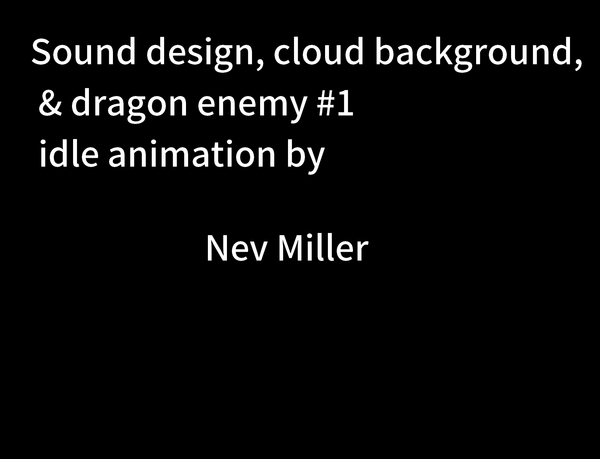 Sound design, cloud background,
& dragon enemy #1
idle animation by
Nev Miller